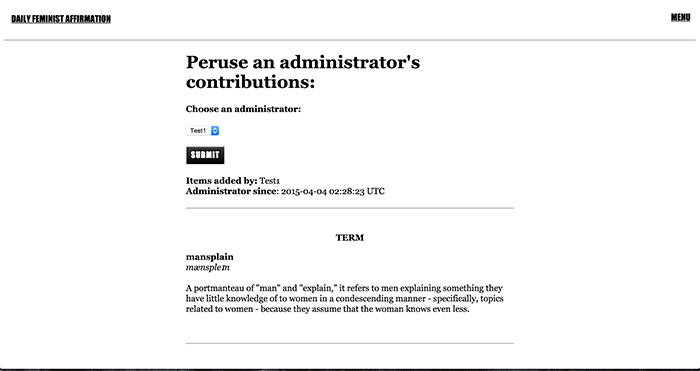 DAILY FEMINIST AFFIRMATION
MENU
Peruse an administrator's
contributions:
Choose an administrator:
Test1
SUBMIT
Items added by: Test1
Administrator since: 2015-04-04 02:28:23 UTC
TERM
mansplain
mænspleɪn
A portmanteau of "man" and "explain," it refers to men explaining something they
have little knowledge of to women in a condescending manner - specifically, topics
related to women - because they assume that the woman knows even less.